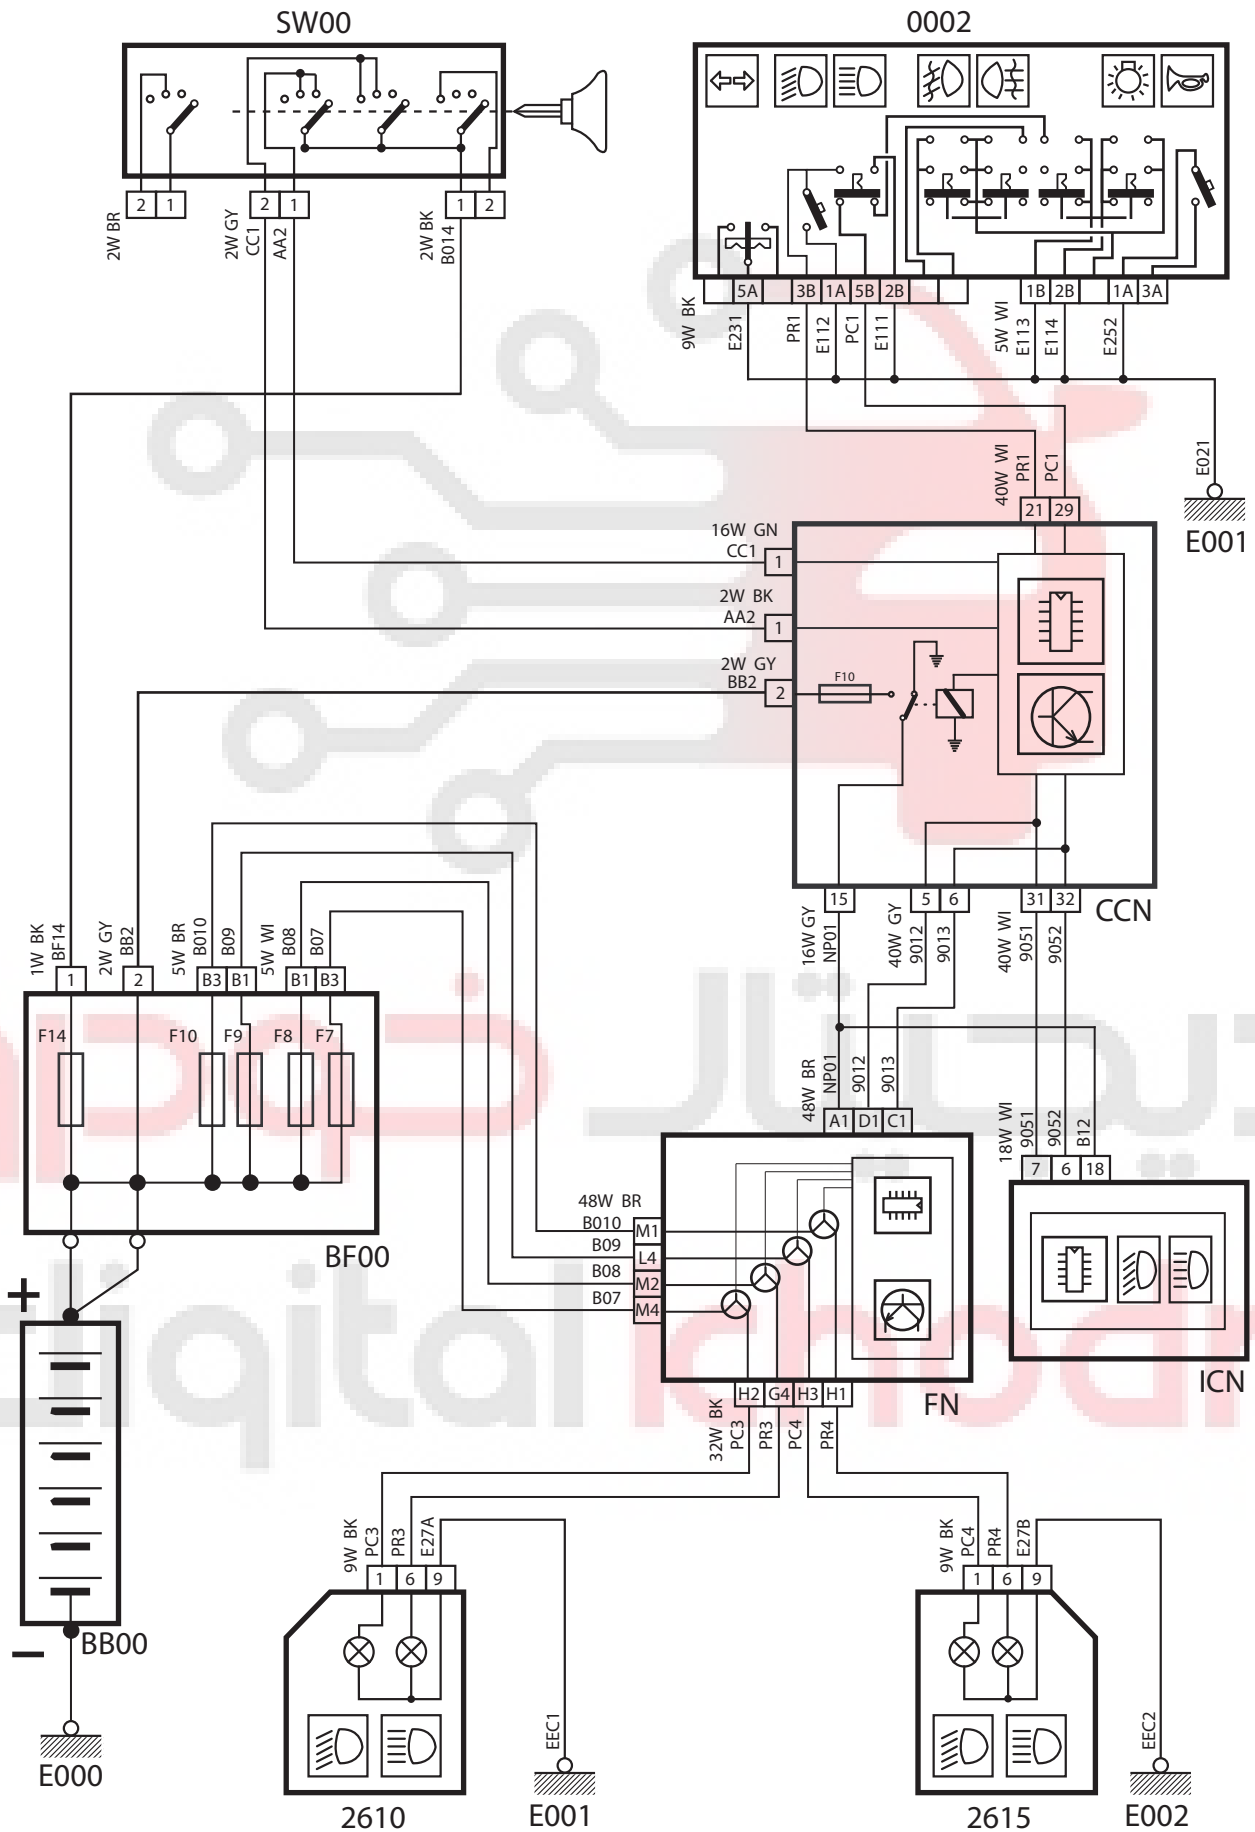 SW00
0002
2 1
2 1
1 2
2W BR
2W GY
CC1
AA2
2W BK
B014
5A
3B 1A 5B 2B
1B 2B
1A 3A
9W BK
E231
PR1
E112
PC1
E111
5W WI
E113
E114
E252
E021
E001
40W WI
PR1
PC1
21 29
16W GN
CC1
1
2W BK
AA2
1
2W GY
BB2
2
F10
15
5 6
31 32
CCN
16W GY
NP01
40W GY
9012
9013
40W WI
9051
9052
1W BK
BF14
2W GY
BB2
5W BR
B010
B09
5W WI
B08
B07
1
2
B3 B1
B1 B3
F14
F10
F9
F8
F7
BF00
48W BR
NP01
9012
9013
A1 D1 C1
18W WI
9051
9052
B12
7 6 18
48W BR
B010
M1
B09
L4
B08
M2
B07
M4
H2 G4 H3 H1
FN
ICN
32W BK
PC3
PR3
PC4
PR4
+
BB00
–
E000
9W BK
PC3
PR3
E27A
1 6 9
EEC1
2610
E001
9W BK
PC4
PR4
E27B
1 6 9
EEC2
2615
E002
دیجیتال خودرو
digital khodro